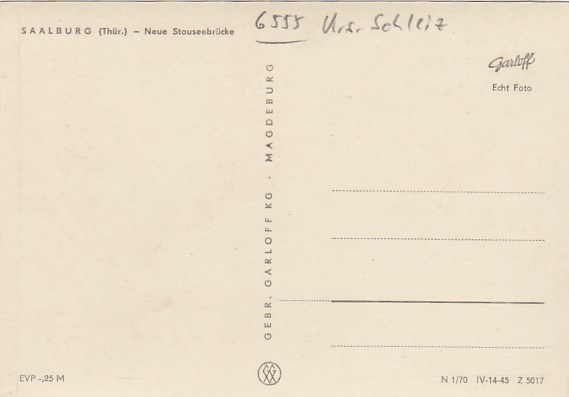 6555 Krs. Schleiz
SAALBURG (Thür.) – Neue Stauseebrücke
Garloff
Echt Foto
GEBR. GARLOFF KG · MAGDEBURG
EVP -,25 M
N 1/70 IV-14-45 Z 5017